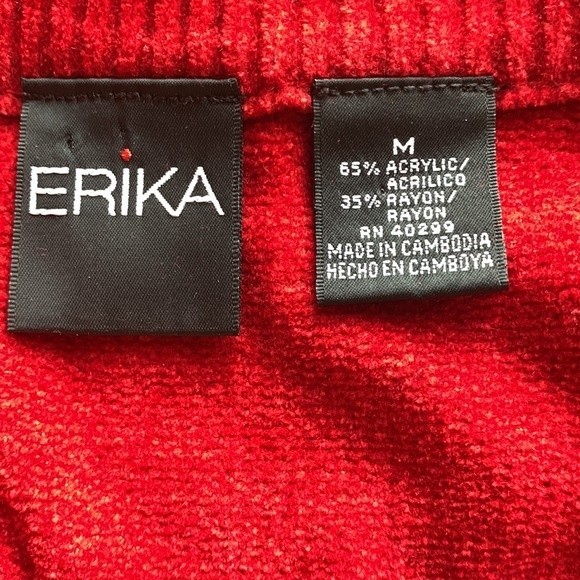 ERIKA
M
65% ACRYLIC/
ACRILICO
35% RAYON/
RAYON
RN 40299
MADE IN CAMBODIA
HECHO EN CAMBOYA